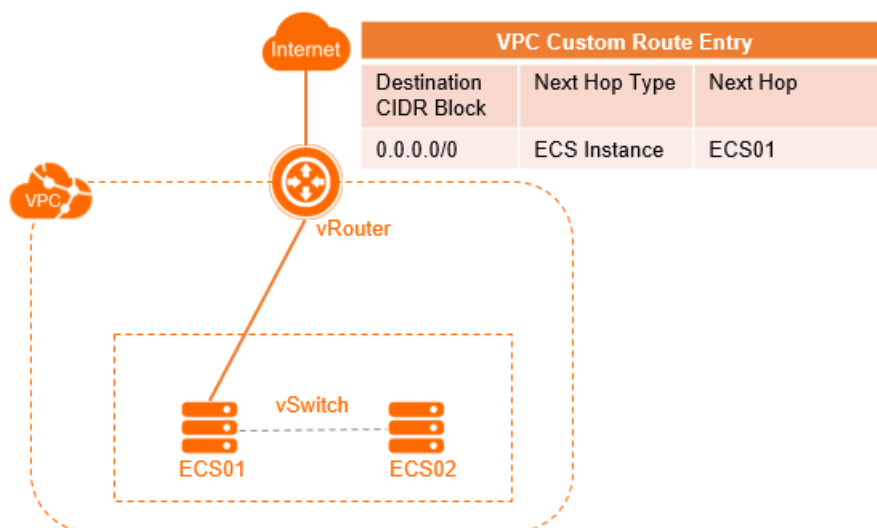 Internet
VPC Custom Route Entry
Destination CIDR Block
Next Hop Type
Next Hop
0.0.0.0/0
ECS Instance
ECS01
VPC
vRouter
vSwitch
ECS01
ECS02